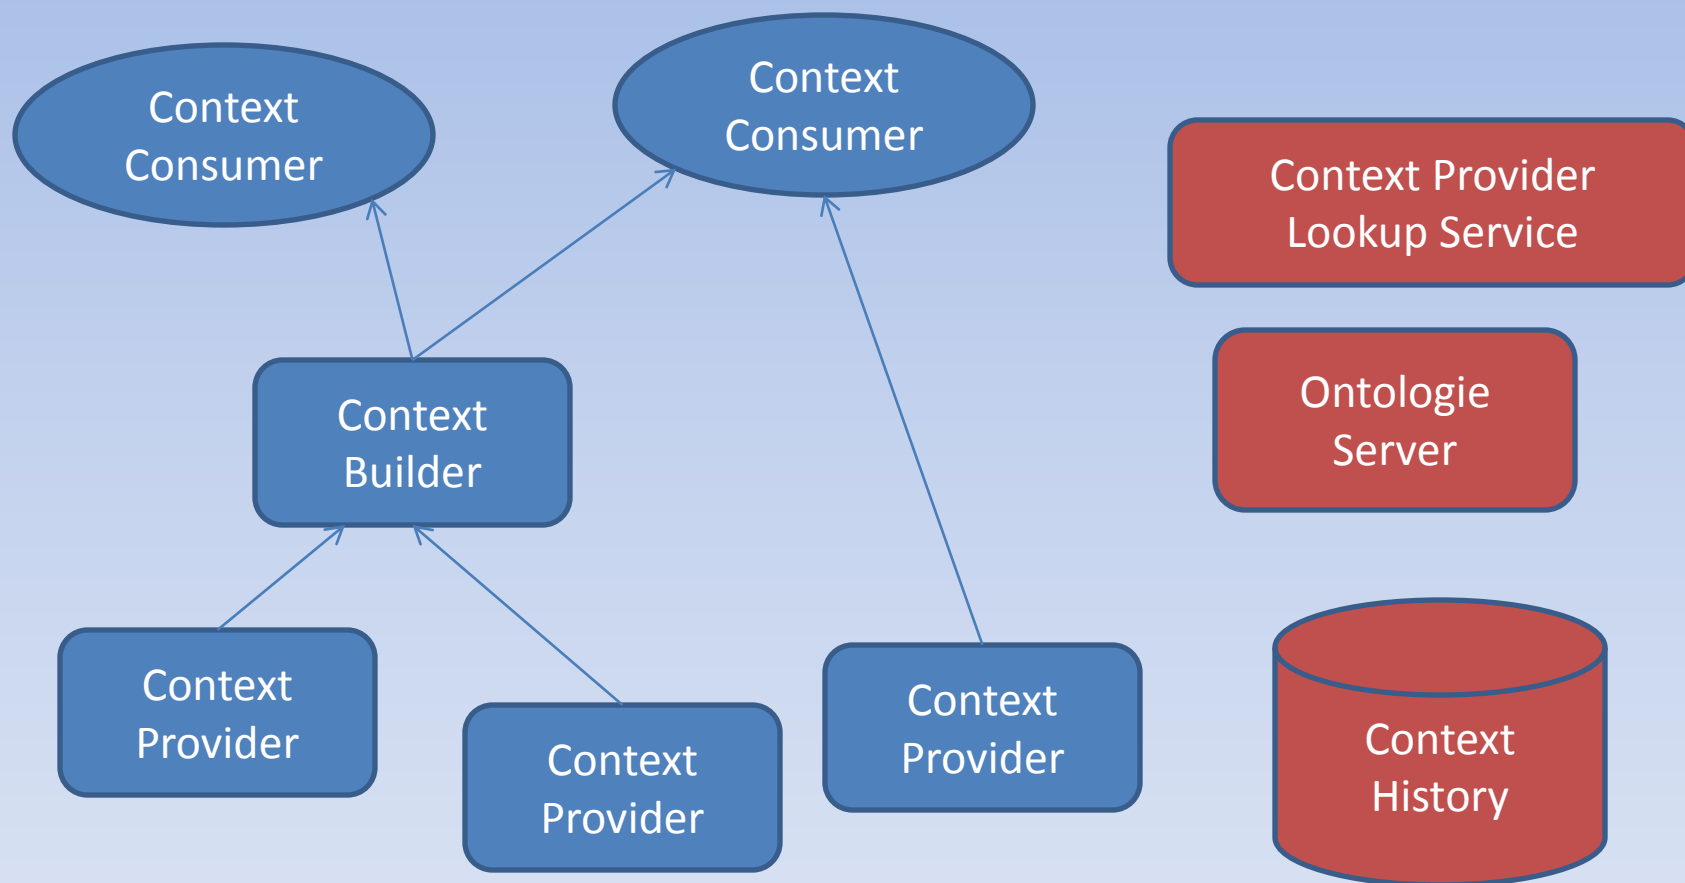 Context
Consumer
Context
Consumer
Context Provider
Lookup Service
Context
Builder
Ontologie
Server
Context
Provider
Context
Provider
Context
Provider
Context
History